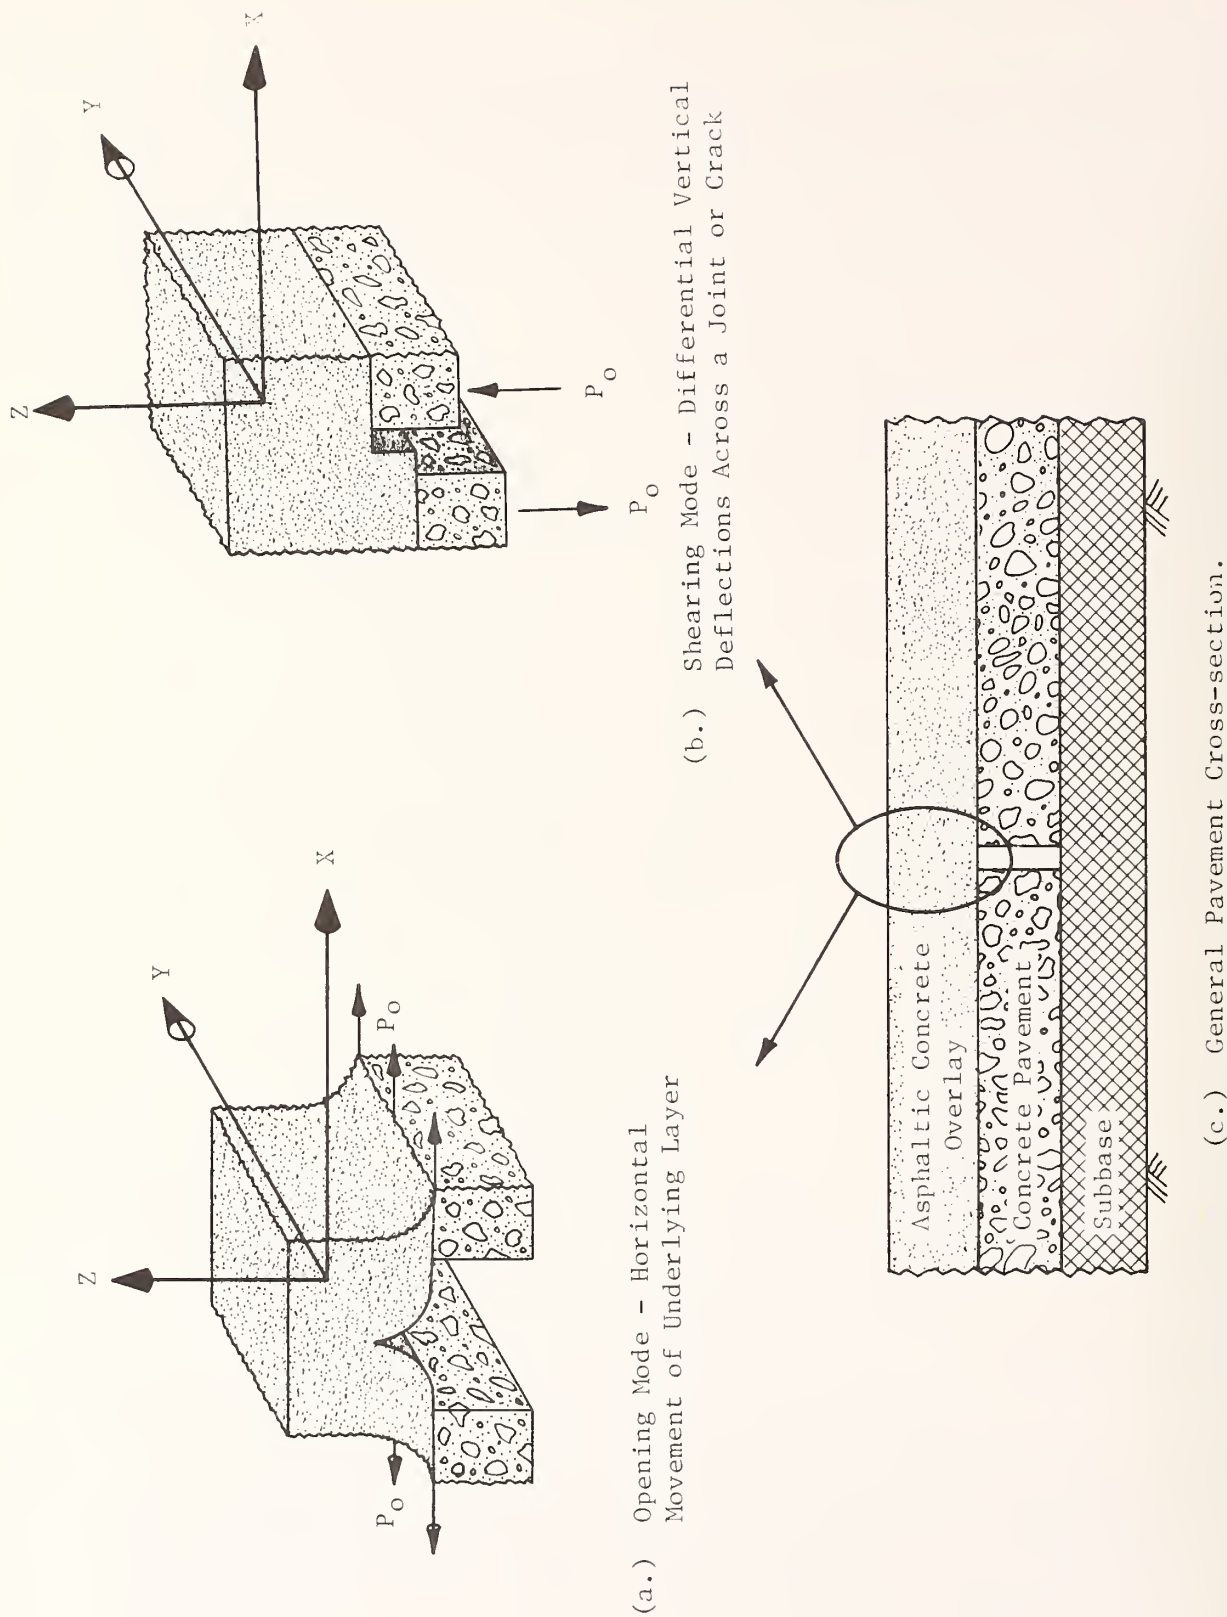 Z
Y
X
P
o
P
o
(a.) Opening Mode - Horizontal
Movement of Underlying Layer
Z
Y
X
P
o
P
o
(b.) Shearing Mode - Differential Vertical
Deflections Across a Joint or Crack
Asphaltic Concrete
Overlay
Concrete Pavement
Subbase
(c.) General Pavement Cross-section.